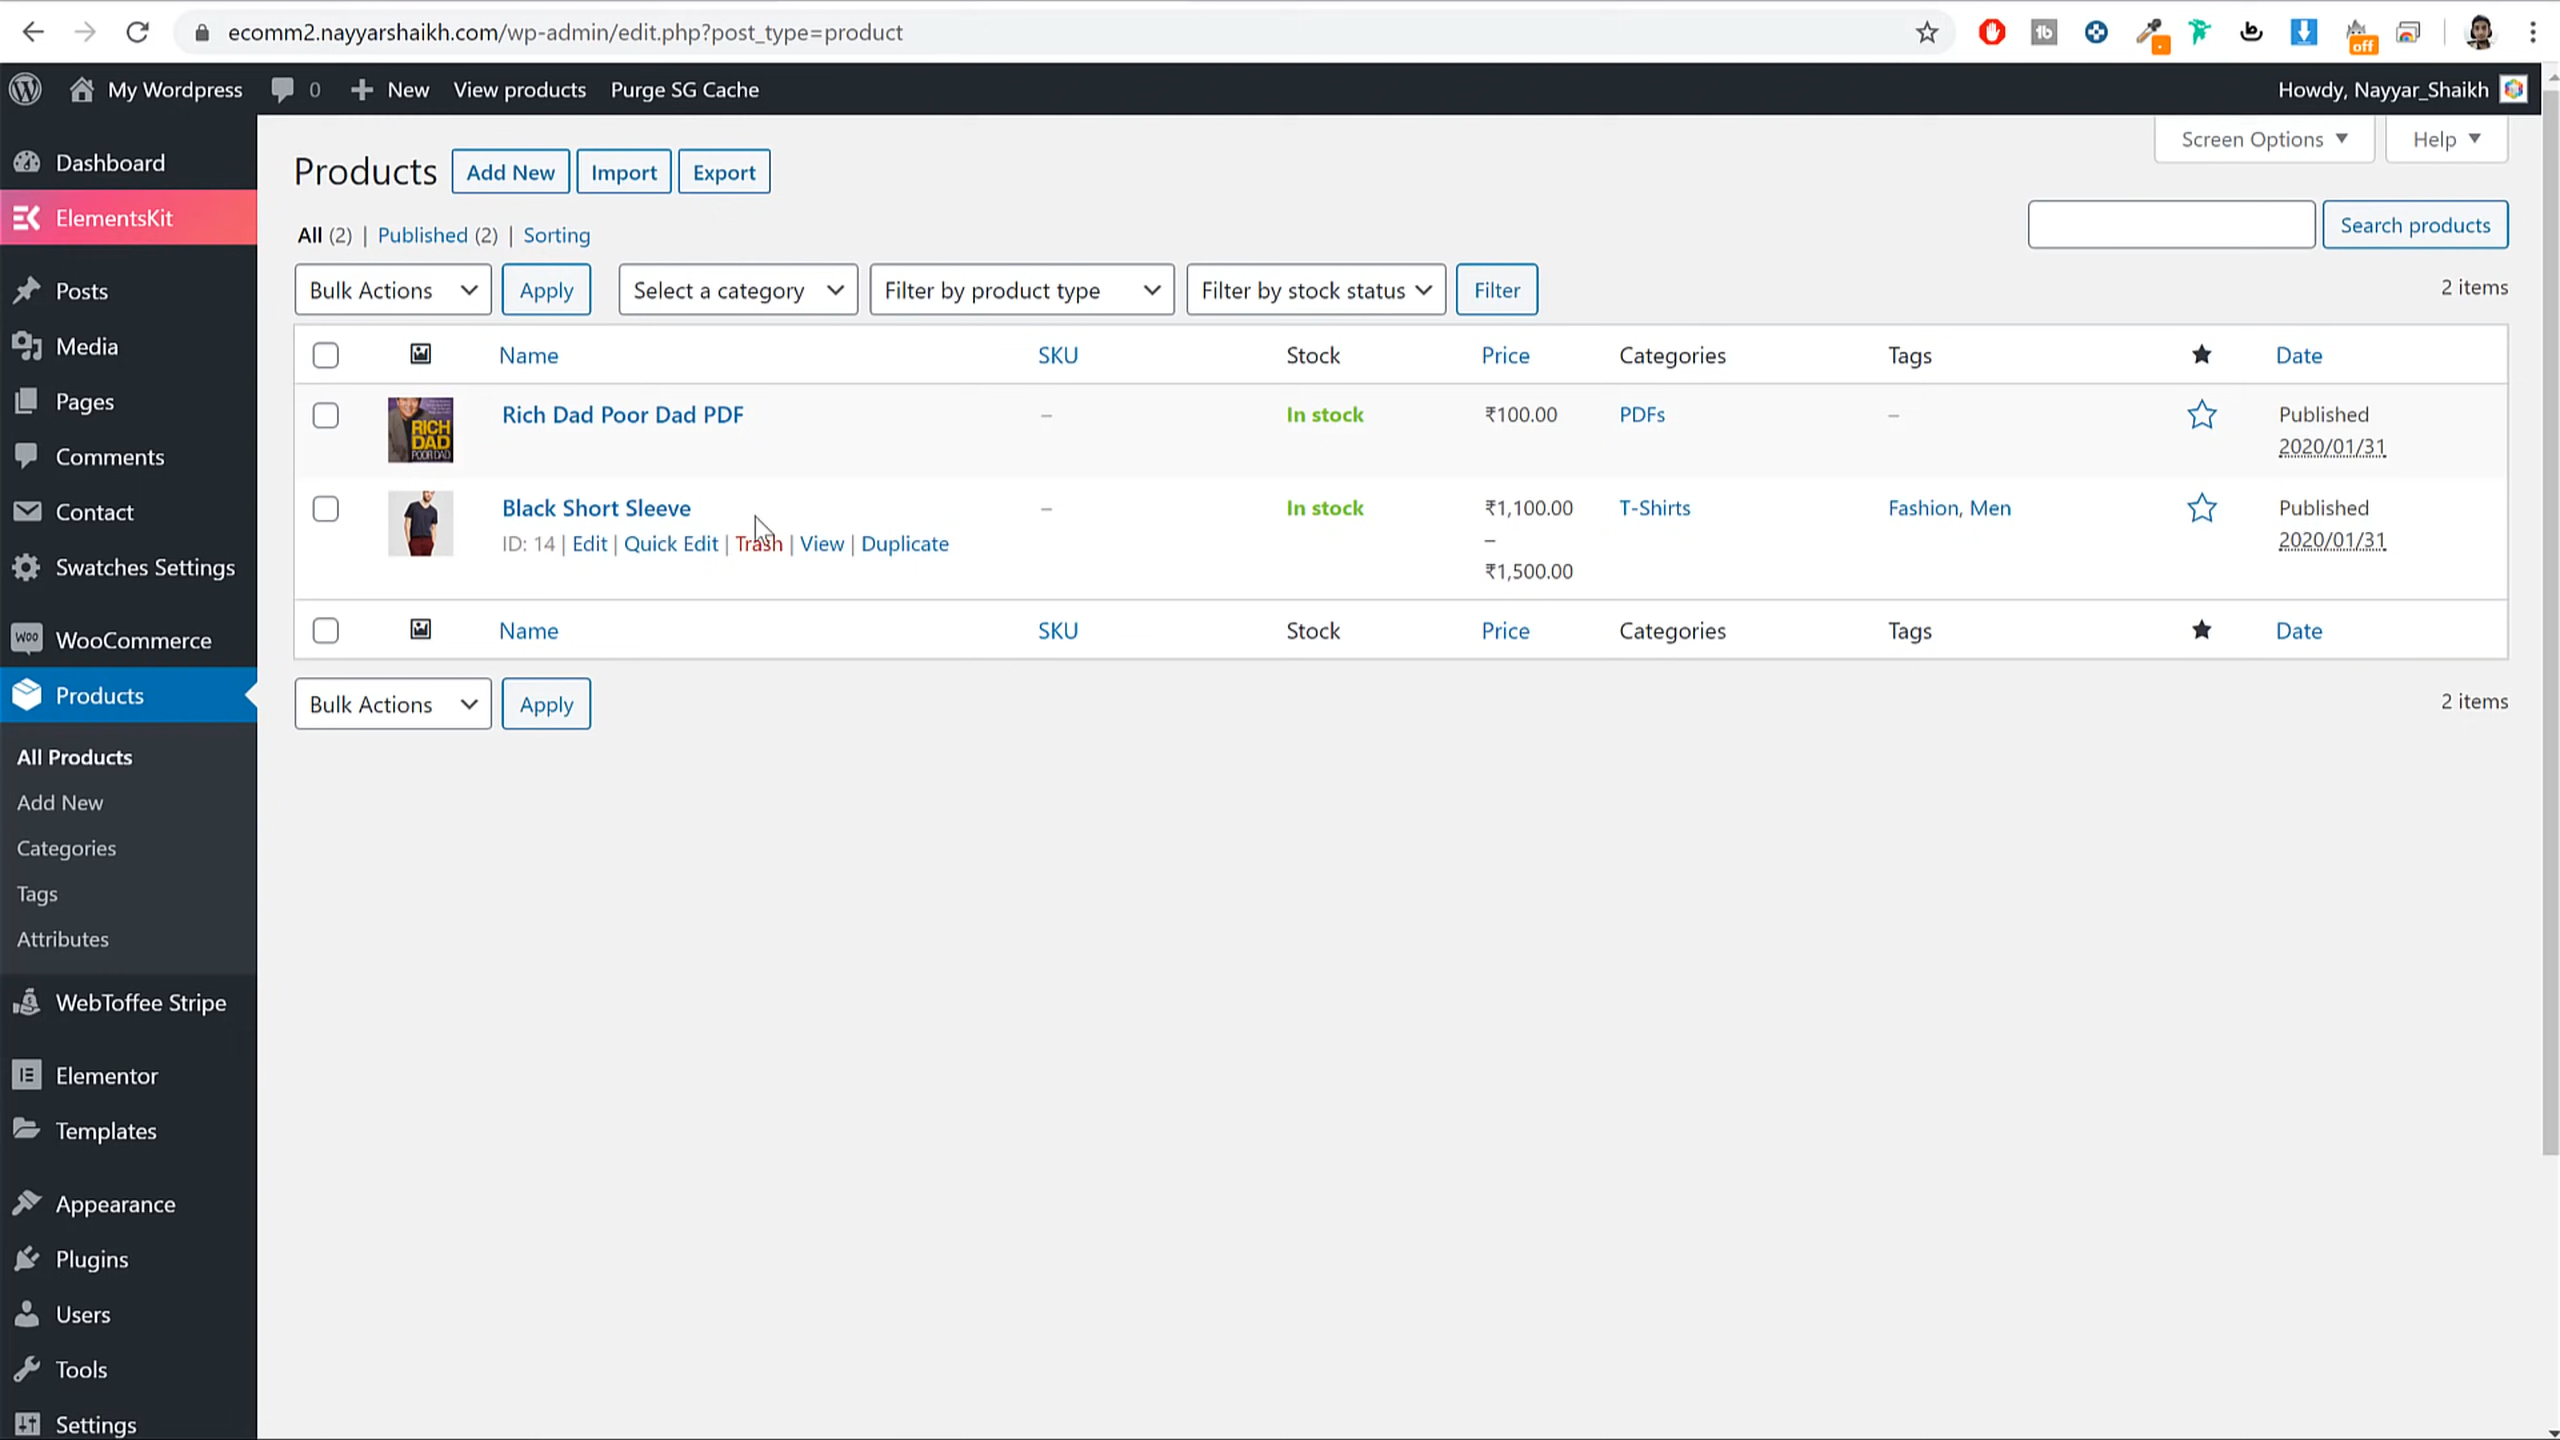 ecomm2.nayyarshaikh.com/wp-admin/edit.php?post_type=product
off
My Wordpress 0 New View products Purge SG Cache Howdy, Nayyar_Shaikh
Dashboard
ElementsKit
Posts
Media
Pages
Comments
Contact
Swatches Settings
WooCommerce
Products
All Products
Add New
Categories
Tags
Attributes
WebToffee Stripe
Elementor
Templates
Appearance
Plugins
Users
Tools
Settings
Screen Options Help
Products Add New Import Export
Search products
All (2) | Published (2) | Sorting
Bulk Actions Apply Select a category Filter by product type Filter by stock status Filter 2 items
Name SKU Stock Price Categories Tags Date
RICH DAD POOR DAD
Rich Dad Poor Dad PDF – In stock ₹100.00 PDFs – Published
2020/01/31
Black Short Sleeve – In stock ₹1,100.00 T-Shirts Fashion, Men Published
ID: 14 | Edit | Quick Edit | Trash | View | Duplicate – 2020/01/31
₹1,500.00
Name SKU Stock Price Categories Tags Date
Bulk Actions Apply 2 items